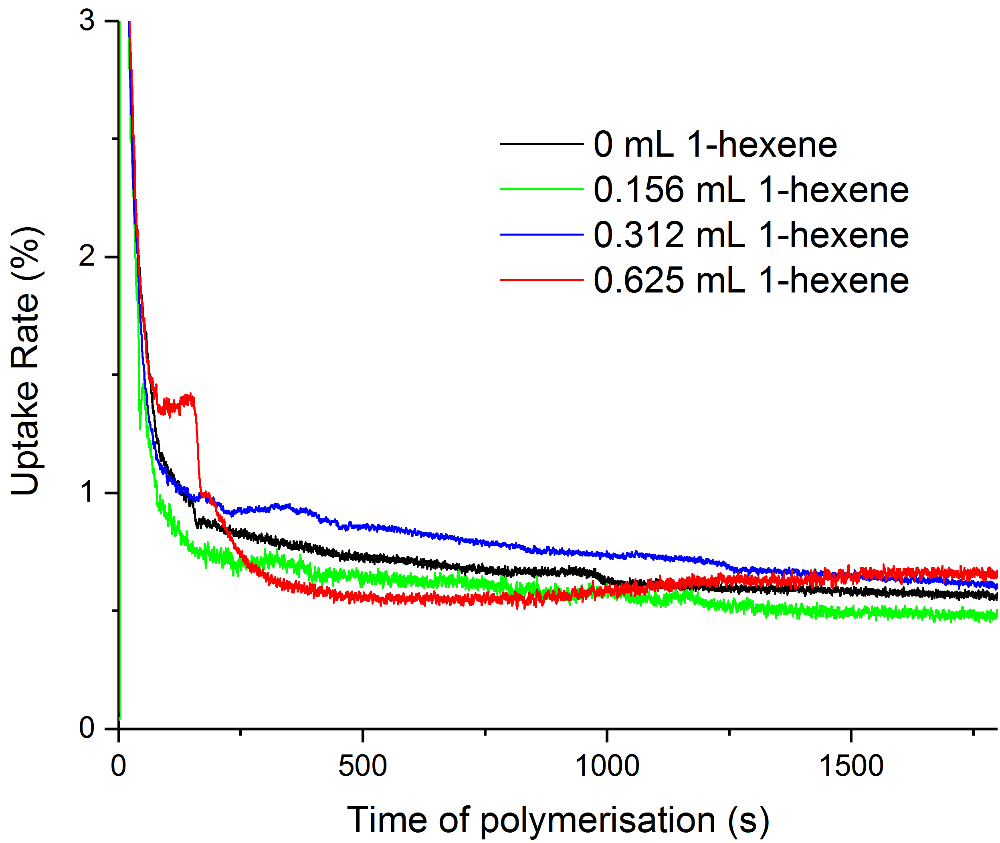 3
2
1
0
Uptake Rate (%)
0 mL 1-hexene
0.156 mL 1-hexene
0.312 mL 1-hexene
0.625 mL 1-hexene
0 500 1000 1500
Time of polymerisation (s)